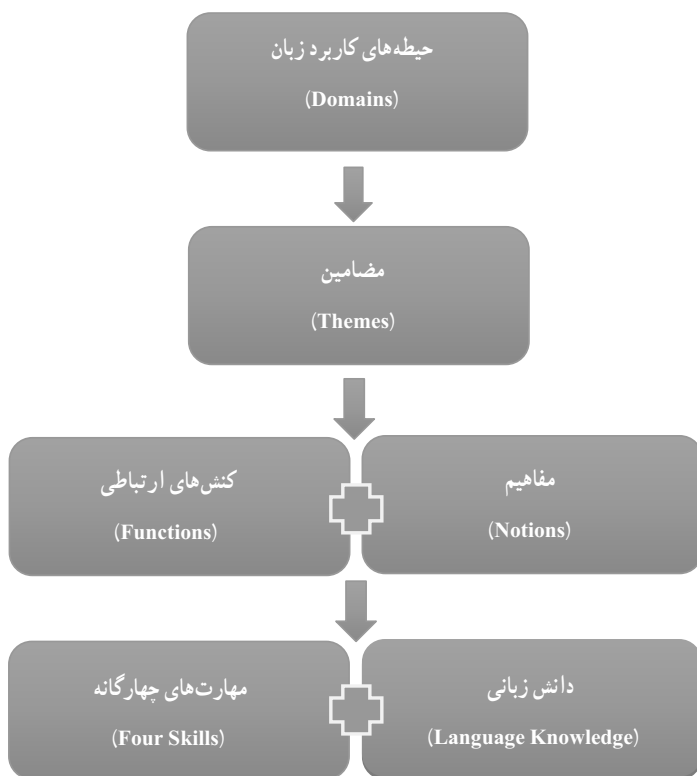 حیطه‌های کاربرد زبان
(Domains)
مضامین
(Themes)
مفاهیم
(Notions)
کنش‌های ارتباطی
(Functions)
دانش زبانی
(Language Knowledge)
مهارت‌های چهارگانه
(Four Skills)